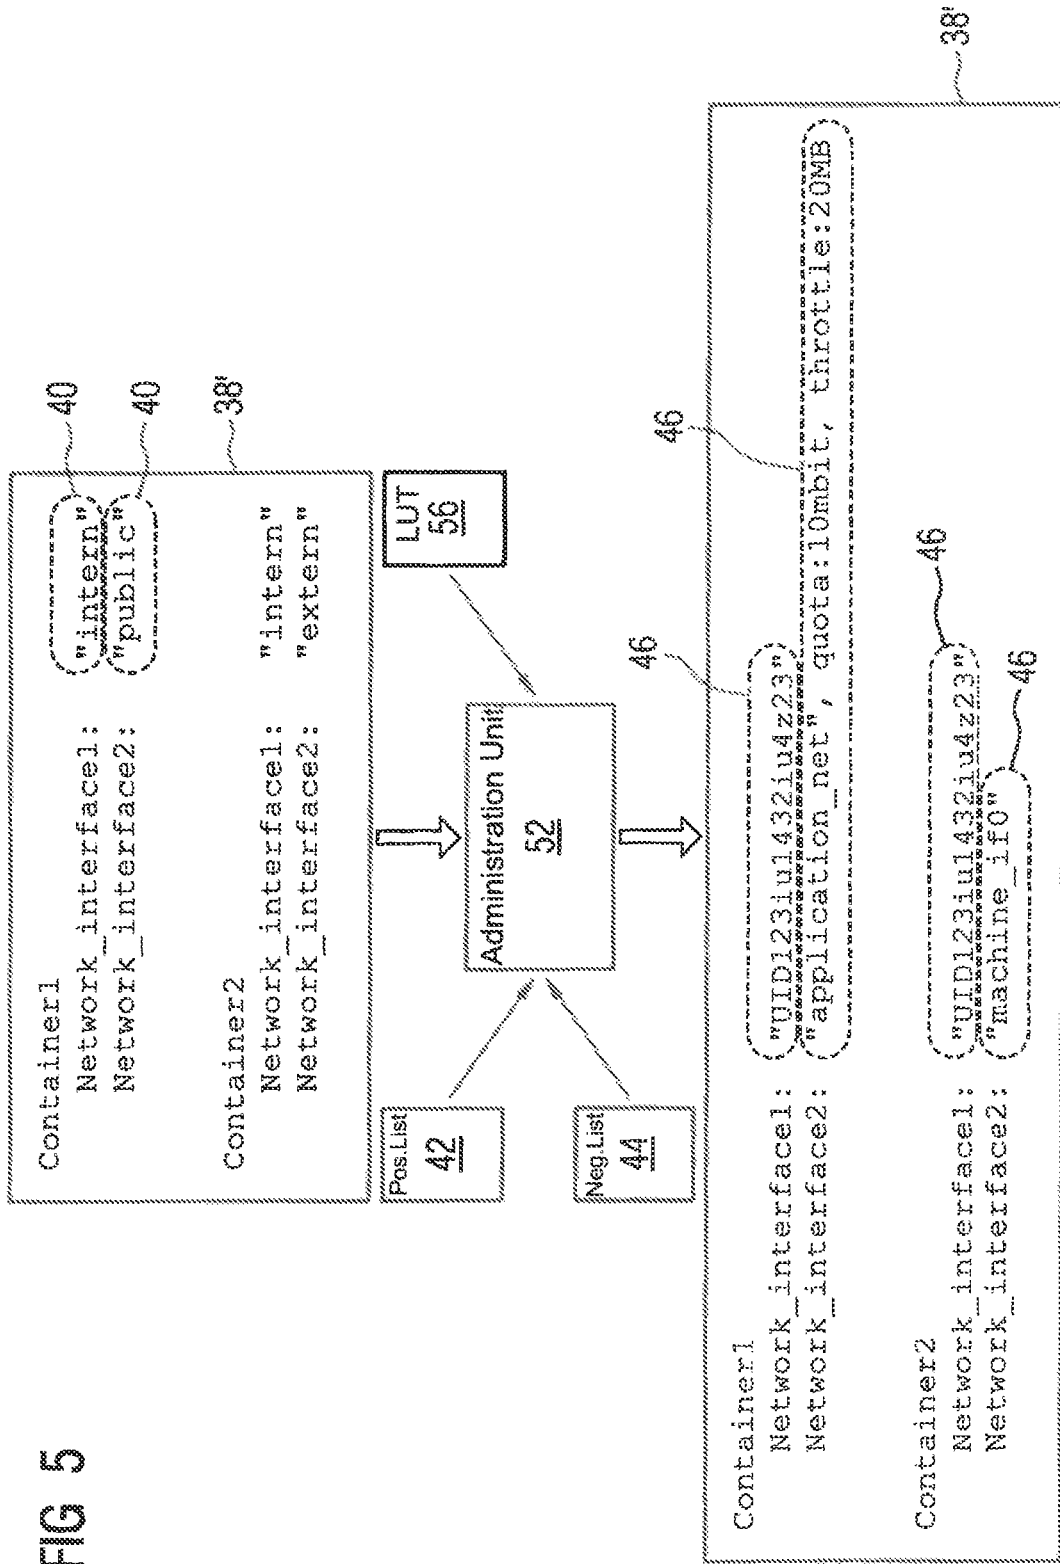 FIG 5
Container1
Network_interface1: "intern"
Network_interface2: "public"
40
40
Container2
Network_interface1: "intern"
Network_interface2: "extern"
38'
Pos.List
42
Neg.List
44
Administration Unit
52
LUT
56
Container1
Network_interface1: "UID123iu1432iu4z23"
Network_interface2: "application_net", quota:10mbit, throttle:20MB
46
46
Container2
Network_interface1: "UID123iu1432iu4z23"
Network_interface2: "machine_if0"
46
46
38'